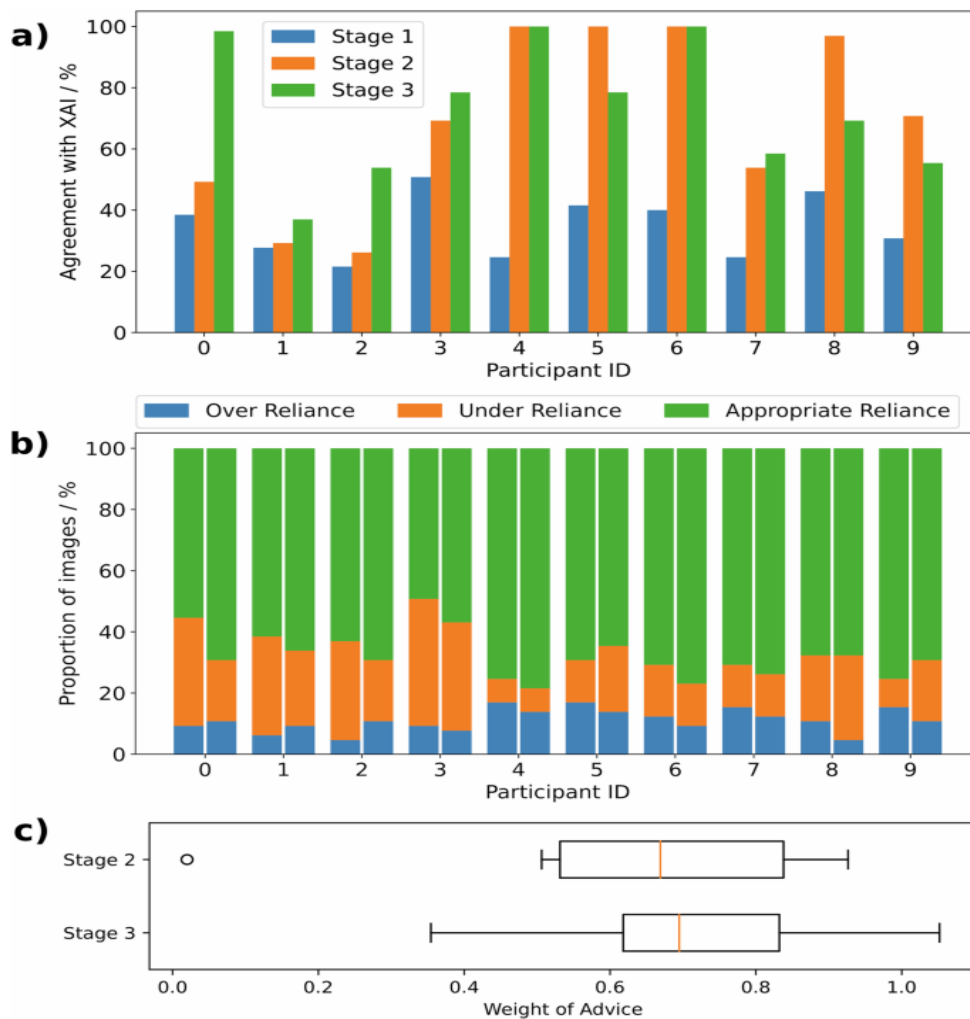 a)
Agreement with XAI / %
100
80
60
40
20
0
Stage 1
Stage 2
Stage 3
0 1 2 3 4 5 6 7 8 9
Participant ID
Over Reliance Under Reliance Appropriate Reliance
b)
Proportion of images / %
100
80
60
40
20
0
0 1 2 3 4 5 6 7 8 9
Participant ID
c)
Stage 2
Stage 3
0.0 0.2 0.4 0.6 0.8 1.0
Weight of Advice